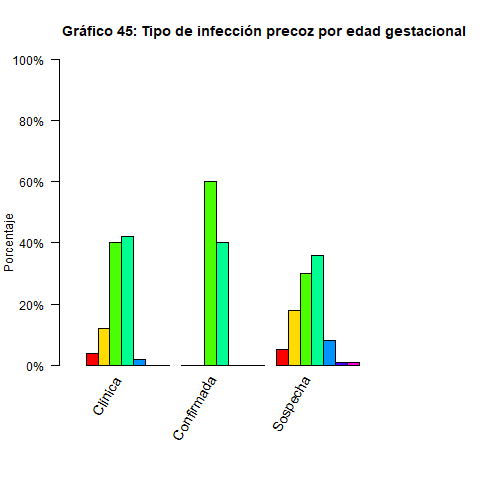 Gráfico 45: Tipo de infección precoz por edad gestacional
Porcentaje
100%
80%
60%
40%
20%
0%
Clínica
Confirmada
Sospecha